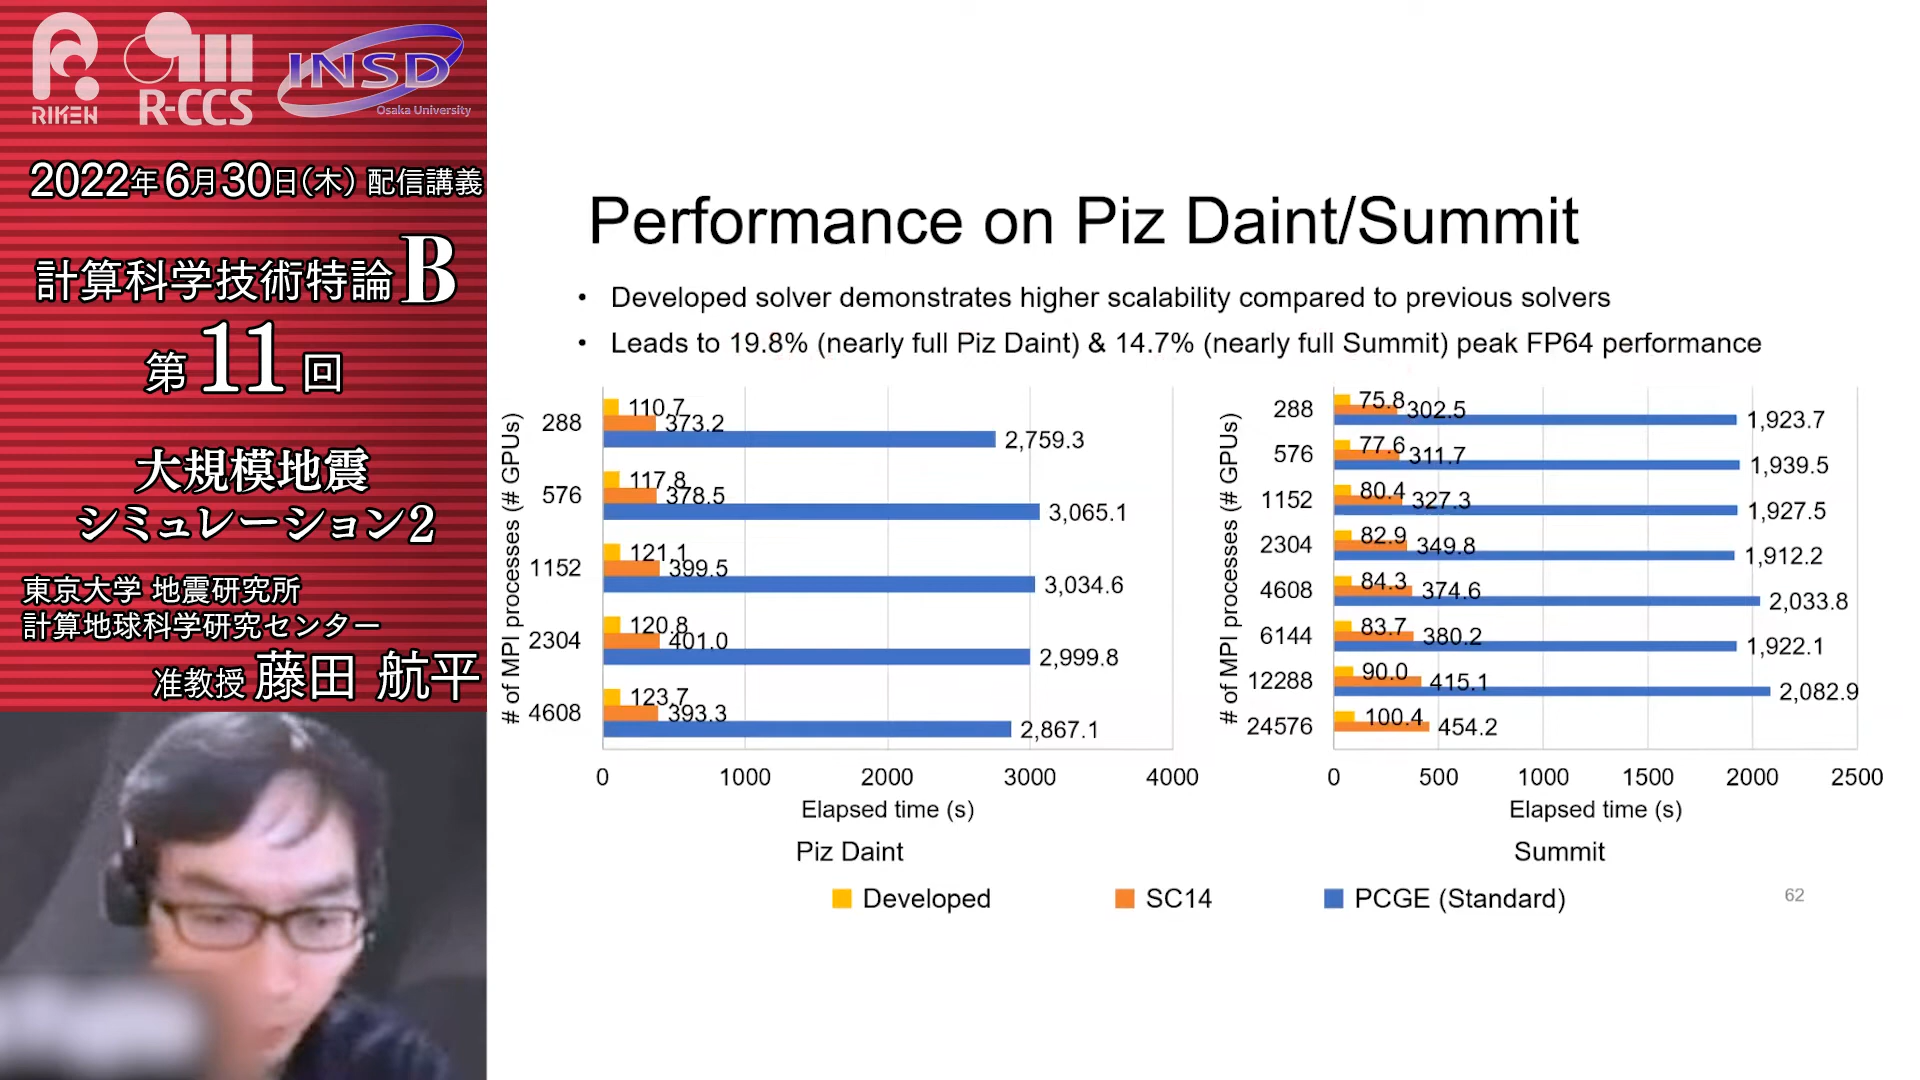 RIKEN
R-CCS
INSD
Osaka University
2022年6月30日(木) 配信講義
計算科学技術特論B
第11回
大規模地震
シミュレーション2
東京大学 地震研究所
計算地球科学研究センター
准教授 藤田 航平
Performance on Piz Daint/Summit
• Developed solver demonstrates higher scalability compared to previous solvers
• Leads to 19.8% (nearly full Piz Daint) & 14.7% (nearly full Summit) peak FP64 performance
# of MPI processes (# GPUs)
288
110.7
373.2
2,759.3
576
117.8
378.5
3,065.1
1152
121.1
399.5
3,034.6
2304
120.8
401.0
2,999.8
4608
123.7
393.3
2,867.1
0 1000 2000 3000 4000
Elapsed time (s)
Piz Daint
# of MPI processes (# GPUs)
288
75.8
302.5
1,923.7
576
77.6
311.7
1,939.5
1152
80.4
327.3
1,927.5
2304
82.9
349.8
1,912.2
4608
84.3
374.6
2,033.8
6144
83.7
380.2
1,922.1
12288
90.0
415.1
2,082.9
24576
100.4
454.2
0 500 1000 1500 2000 2500
Elapsed time (s)
Summit
Developed SC14 PCGE (Standard)
62